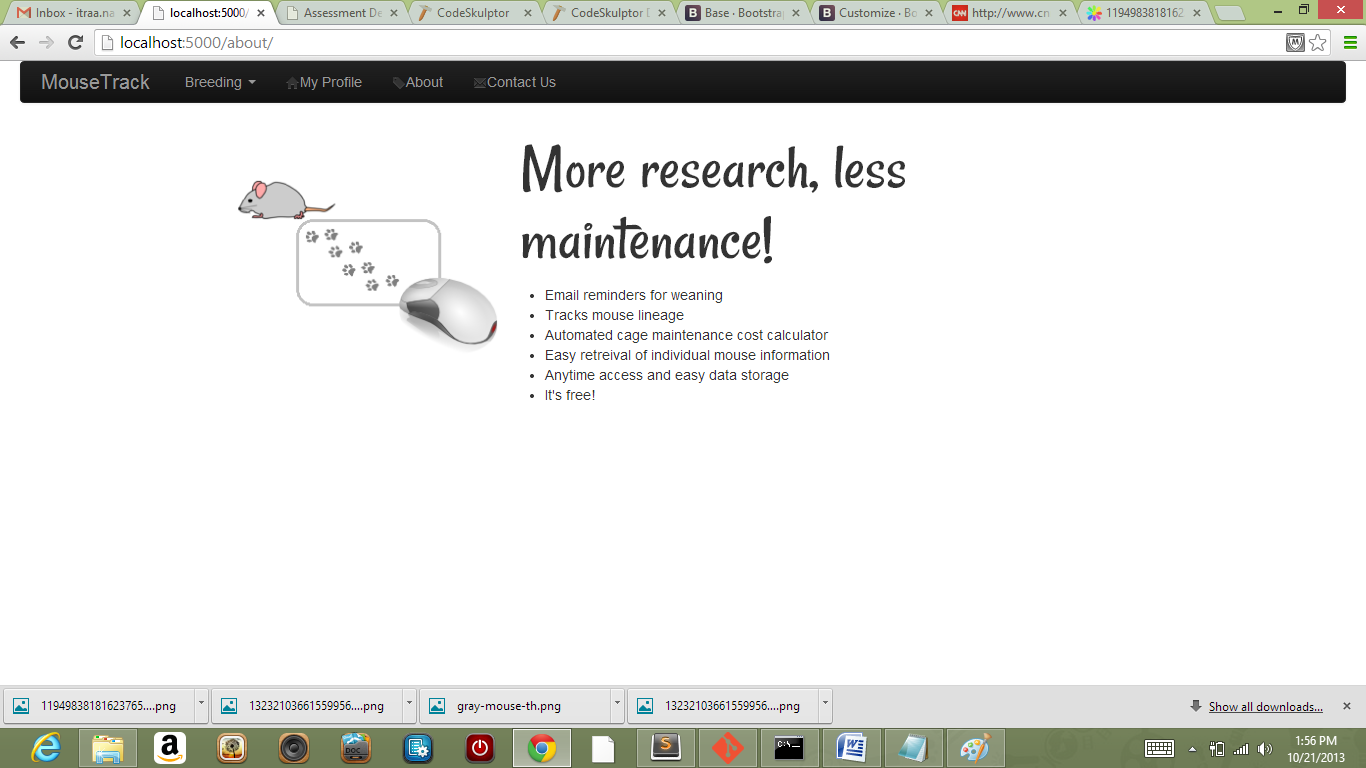 Inbox - itraa.na
localhost:5000/
Assessment De
CodeSkulptor
CodeSkulptor D
Base · Bootstrap
Customize · Bo
http://www.cn
1194983818162
localhost:5000/about/
MouseTrack Breeding My Profile About Contact Us
More research, less
maintenance!
Email reminders for weaning
Tracks mouse lineage
Automated cage maintenance cost calculator
Easy retreival of individual mouse information
Anytime access and easy data storage
It's free!
11949838181623765....png
13232103661559956....png
gray-mouse-th.png
13232103661559956....png
Show all downloads...
1:56 PM
10/21/2013